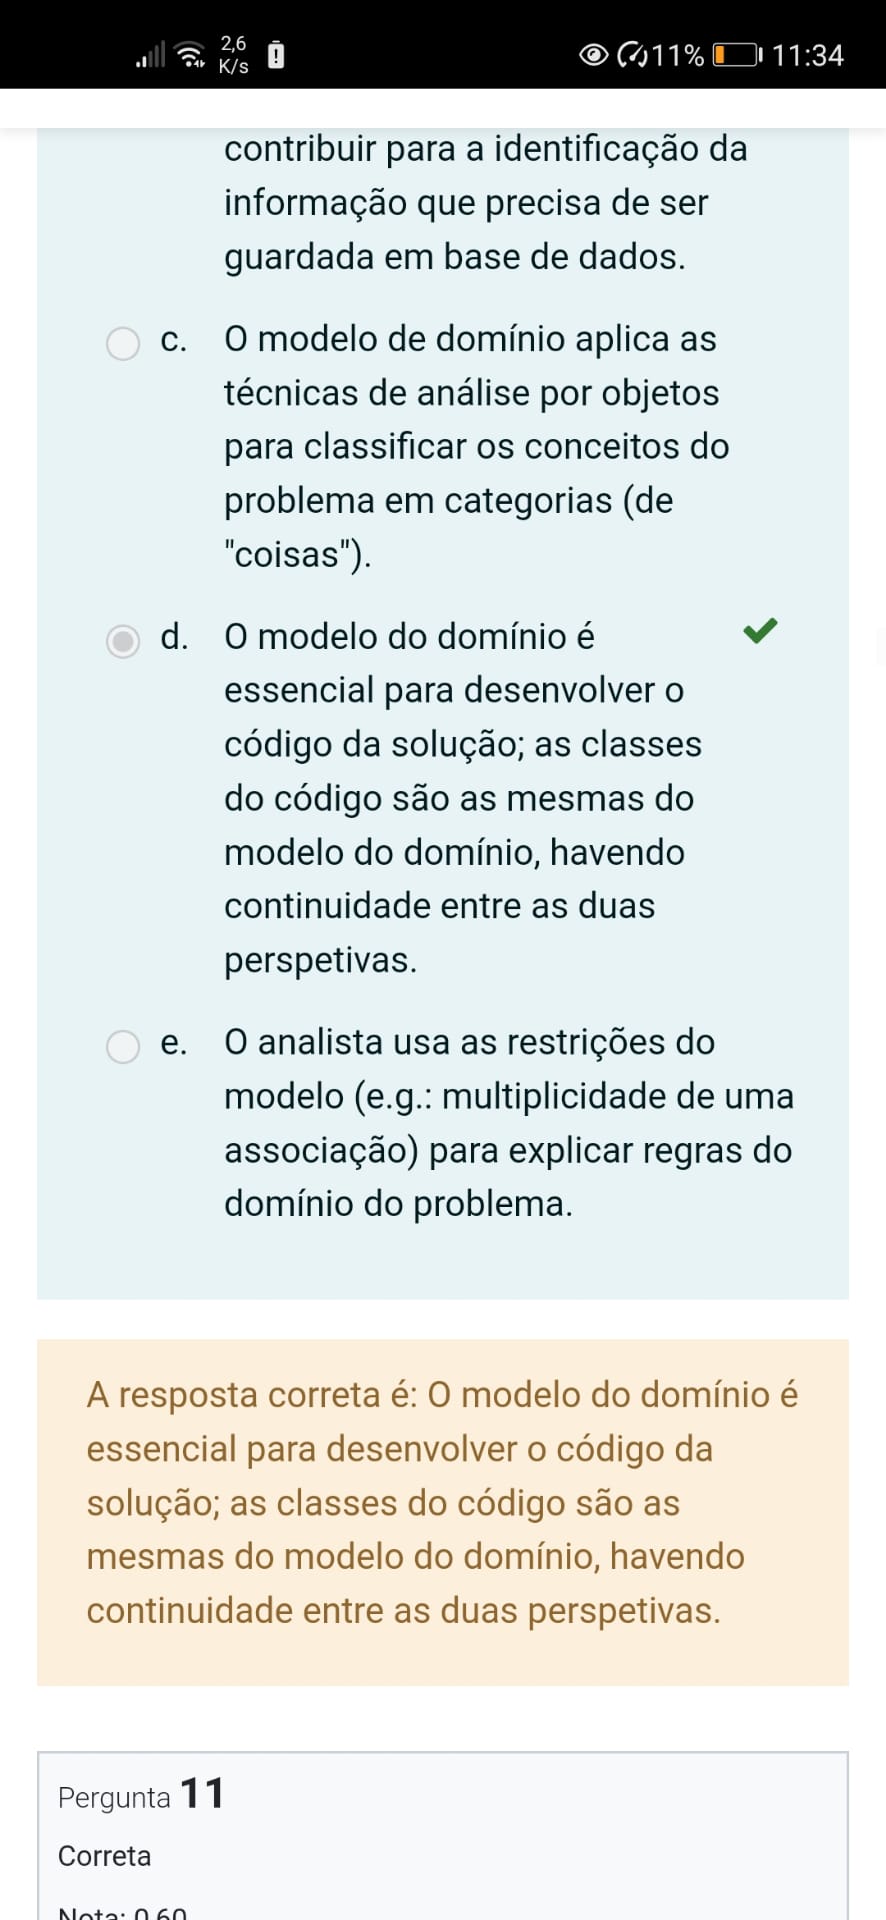 2,6
K/s
11%
11:34
contribuir para a identificação da
informação que precisa de ser
guardada em base de dados.
c. O modelo de domínio aplica as
técnicas de análise por objetos
para classificar os conceitos do
problema em categorias (de
"coisas").
d. O modelo do domínio é
essencial para desenvolver o
código da solução; as classes
do código são as mesmas do
modelo do domínio, havendo
continuidade entre as duas
perspetivas.
e. O analista usa as restrições do
modelo (e.g.: multiplicidade de uma
associação) para explicar regras do
domínio do problema.
A resposta correta é: O modelo do domínio é
essencial para desenvolver o código da
solução; as classes do código são as
mesmas do modelo do domínio, havendo
continuidade entre as duas perspetivas.
Pergunta 11
Correta
Nota: 0,60